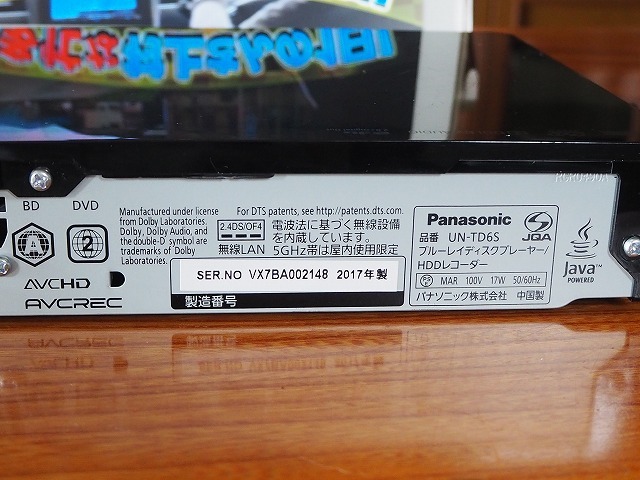 BD
DVD
A
2
AVCHD
AVCREC
Manufactured under license
from Dolby Laboratories.
Dolby, Dolby Audio, and
the double-D symbol are
trademarks of Dolby
Laboratories.
For DTS patents, see http://patents.dts.com.
2.4DS/OF4
無線LAN
電波法に基づく無線設備
を内蔵しています。
5GHz帯は屋内使用限定
SER.NO VX7BA002148 2017年製
製造番号
Panasonic
品番 UN-TD6S
JQA
ブルーレイディスクプレーヤー/
HDDレコーダー
MAR 100V 17W 50/60Hz
パナソニック株式会社 中国製
Java™
POWERED